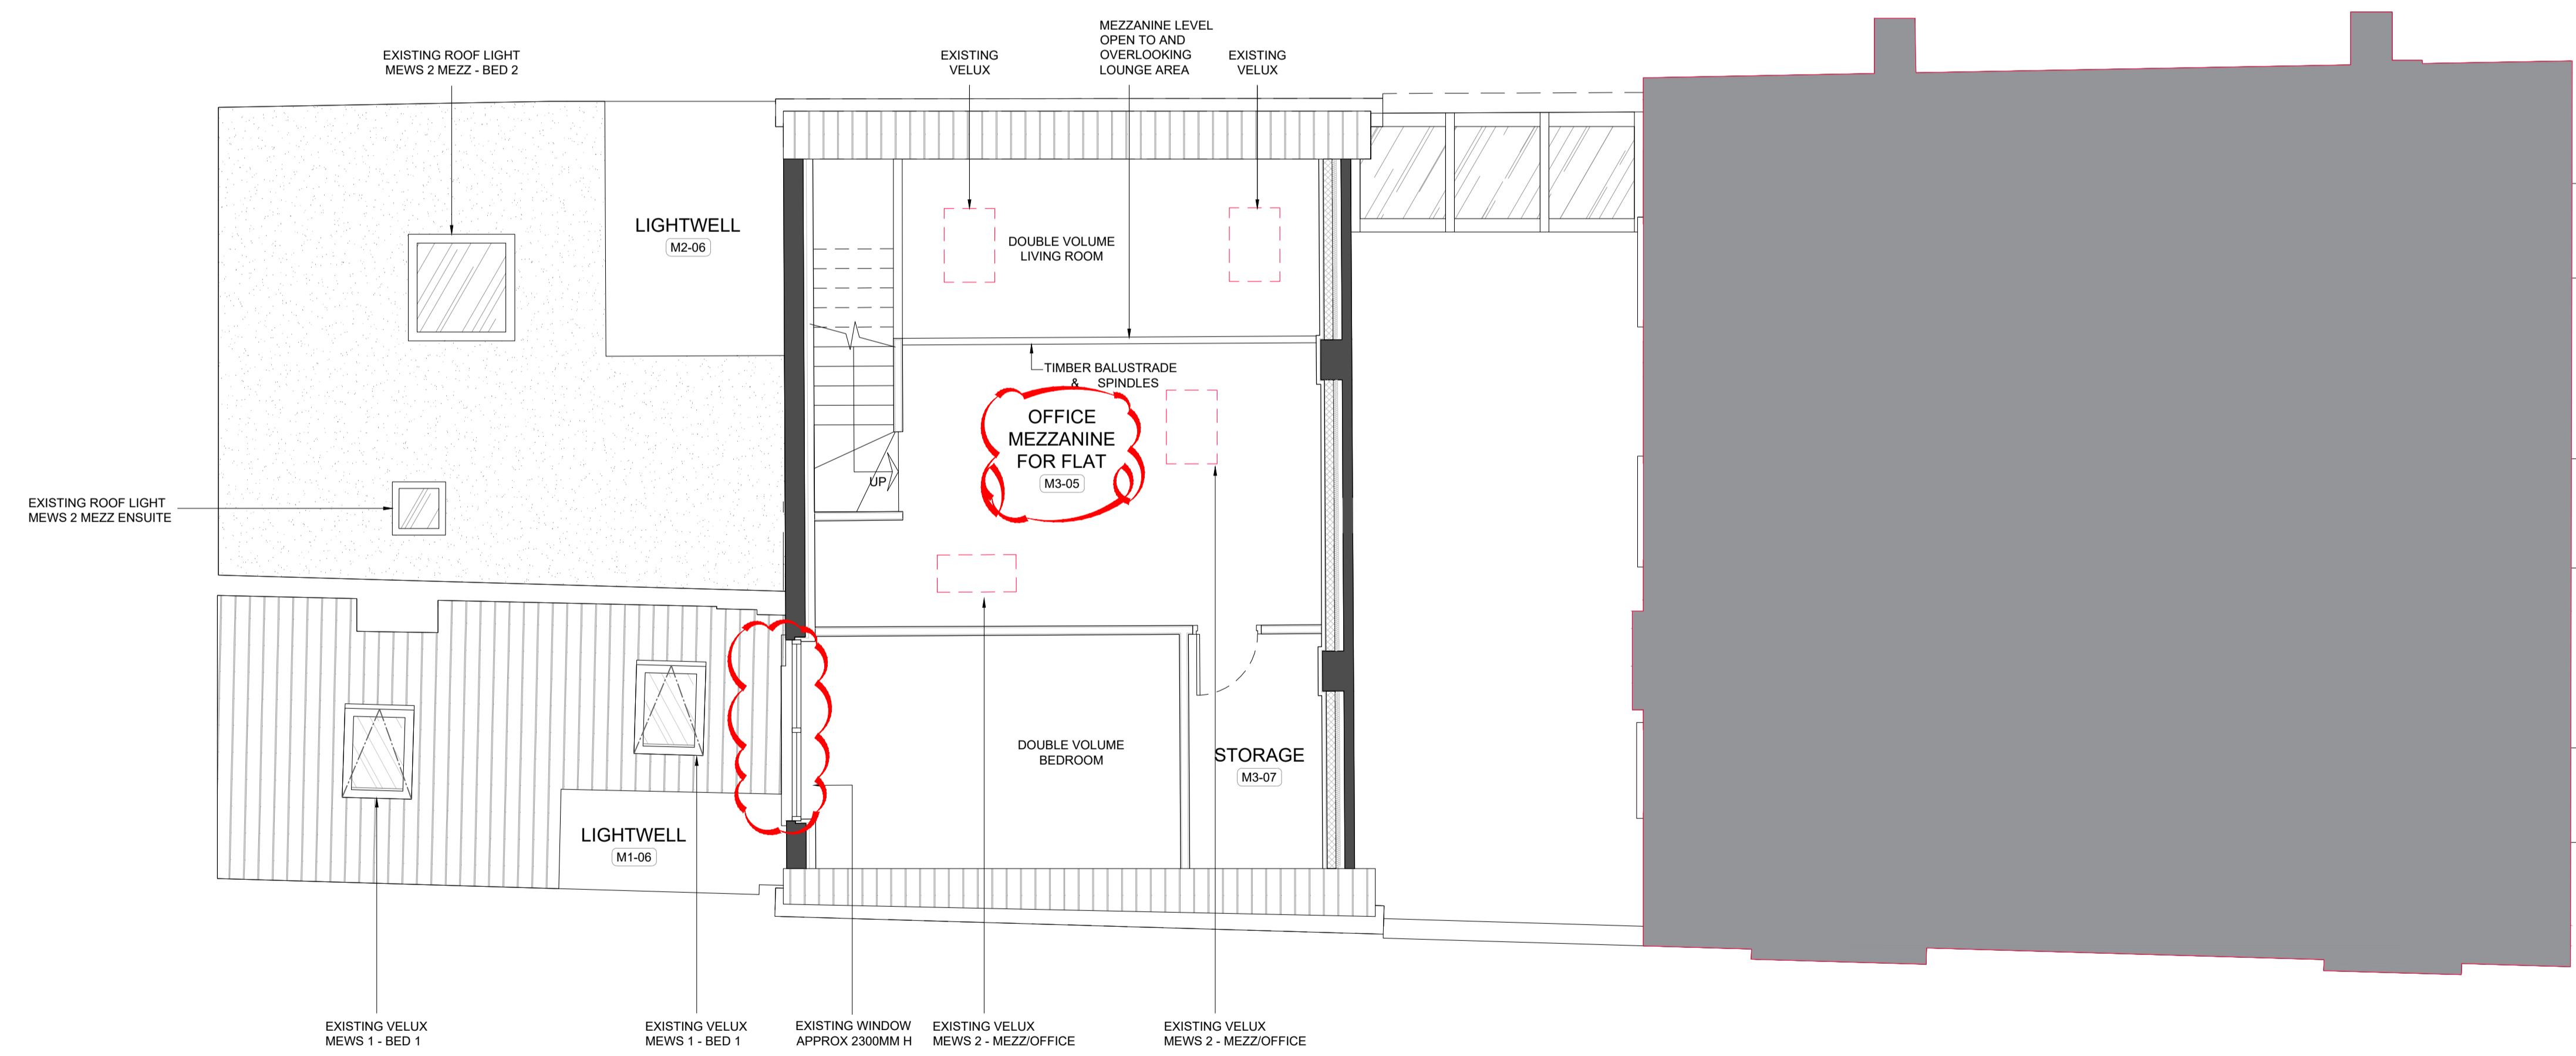 MEZZANINE LEVEL
OPEN TO AND
OVERLOOKING
LOUNGE AREA
EXISTING ROOF LIGHT
MEWS 2 MEZZ - BED 2
EXISTING
VELUX
EXISTING
VELUX
LIGHTWELL
M2-06
DOUBLE VOLUME
LIVING ROOM
TIMBER BALUSTRADE
& SPINDLES
OFFICE
MEZZANINE
FOR FLAT
M3-05
UP
EXISTING ROOF LIGHT
MEWS 2 MEZZ ENSUITE
DOUBLE VOLUME
BEDROOM
STORAGE
M3-07
LIGHTWELL
M1-06
EXISTING VELUX
MEWS 1 - BED 1
EXISTING VELUX
MEWS 1 - BED 1
EXISTING WINDOW
APPROX 2300MM H
EXISTING VELUX
MEWS 2 - MEZZ/OFFICE
EXISTING VELUX
MEWS 2 - MEZZ/OFFICE